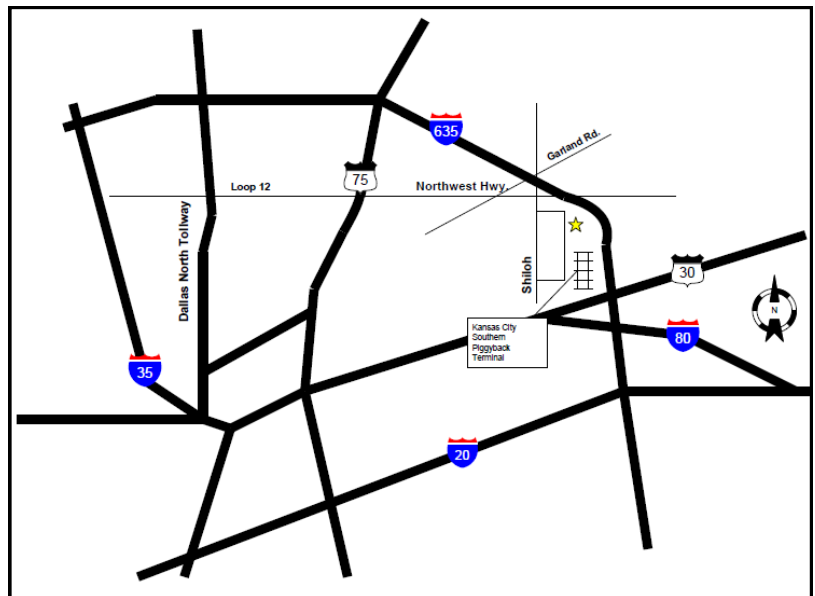 635
Garland Rd.
75
Loop 12
Northwest Hwy.
Dallas North Tollway
Shiloh
30
N
Kansas City
Southern
Piggyback
Terminal
80
35
20